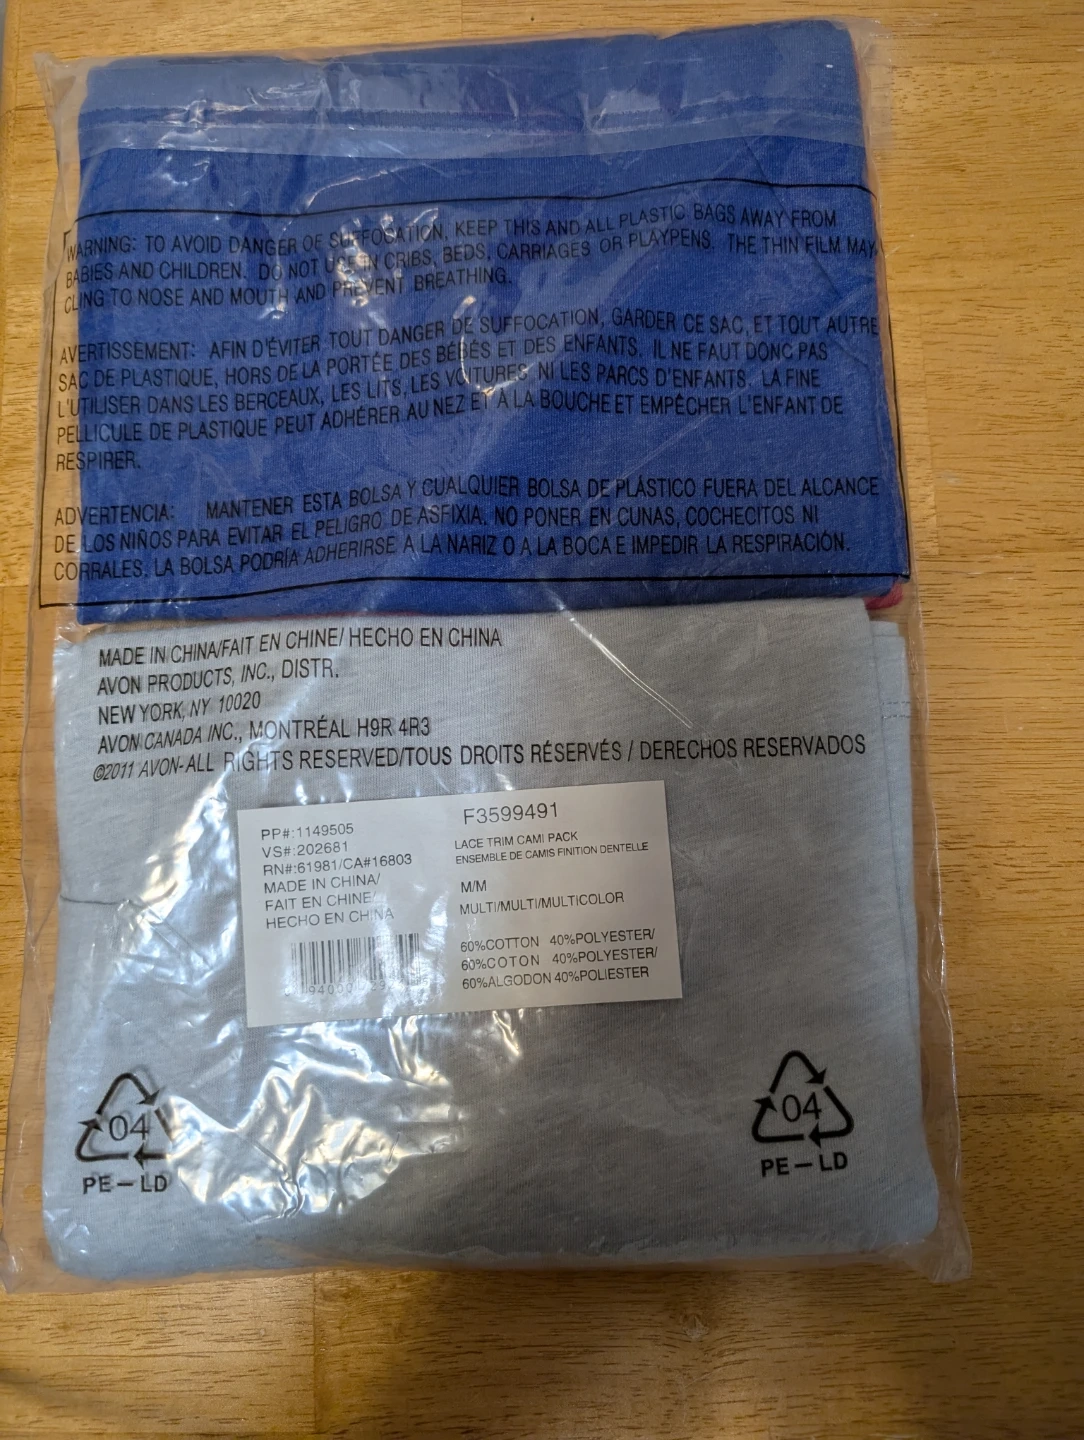 WARNING: TO AVOID DANGER OF SUFFOCATION, KEEP THIS AND ALL PLASTIC BAGS AWAY FROM
BABIES AND CHILDREN. DO NOT USE IN CRIBS, BEDS, CARRIAGES OR PLAYPENS. THE THIN FILM MAY
CLING TO NOSE AND MOUTH AND PREVENT BREATHING.
AVERTISSEMENT: AFIN D'ÉVITER TOUT DANGER DE SUFFOCATION, GARDER CE SAC, ET TOUT AUTRE
SAC DE PLASTIQUE, HORS DE LA PORTÉE DES BÉBÉS ET DES ENFANTS. IL NE FAUT DONC PAS
L'UTILISER DANS LES BERCEAUX, LES LITS, LES VOITURES NI LES PARCS D'ENFANTS. LA FINE
PELLICULE DE PLASTIQUE PEUT ADHÉRER AU NEZ ET À LA BOUCHE ET EMPÊCHER L'ENFANT DE
RESPIRER.
ADVERTENCIA: MANTENER ESTA BOLSA Y CUALQUIER BOLSA DE PLÁSTICO FUERA DEL ALCANCE
DE LOS NIÑOS PARA EVITAR EL PELIGRO DE ASFIXIA. NO PONER EN CUNAS, COCHECITOS NI
CORRALES. LA BOLSA PODRÍA ADHERIRSE A LA NARIZ O A LA BOCA E IMPEDIR LA RESPIRACIÓN.
MADE IN CHINA/FAIT EN CHINE/ HECHO EN CHINA
AVON PRODUCTS, INC., DISTR.
NEW YORK, NY 10020
AVON CANADA INC., MONTRÉAL H9R 4R3
©2011 AVON-ALL RIGHTS RESERVED/TOUS DROITS RÉSERVÉS / DERECHOS RESERVADOS
PP#:1149505
VS#:202681
RN#:61981/CA#16803
MADE IN CHINA/
FAIT EN CHINE/
HECHO EN CHINA
F3599491
LACE TRIM CAMI PACK
ENSEMBLE DE CAMIS FINITION DENTELLE
M/M
MULTI/MULTI/MULTICOLOR
60%COTTON 40%POLYESTER/
60%COTON 40%POLYESTER/
60%ALGODON 40%POLIESTER
04
PE-LD
04
PE-LD